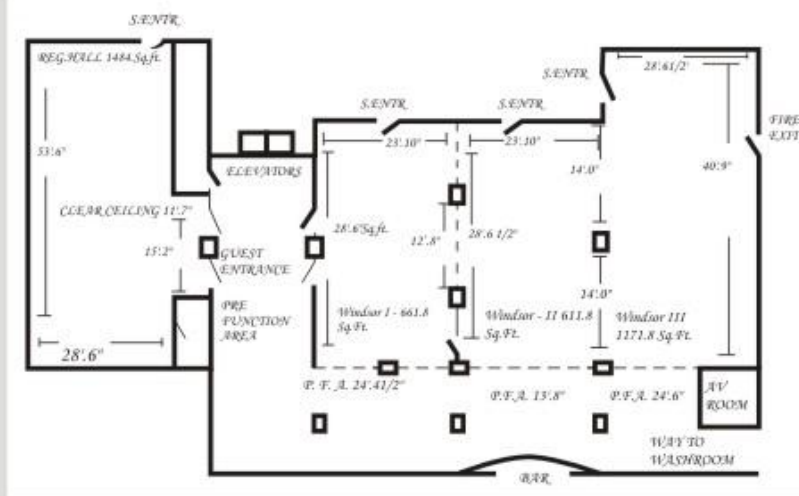 S.ENTR
REG.HALL 1484.Sq.ft.
53'.6"
CLEAR CEILING 11'.7"
15'.2"
28'.6"
ELEVATORS
GUEST
ENTRANCE
PRE
FUNCTION
AREA
S.ENTR
23'.10"
28'.6"Sq.ft.
12'.8"
Windsor I - 661.8
Sq.Ft.
S.ENTR
23'.10"
28'.6 1/2"
Windsor - II 611.8
Sq.Ft.
S.ENTR
28'.61/2'
14'.0"
40'.9"
FIRE
14'.0"
Windsor III
1171.8 Sq.Ft.
P. F. A. 24'.41/2"
P.F.A. 13'.8"
P.F.A. 24'.6"
AV
ROOM
WAY TO
WASHROOM
BAR